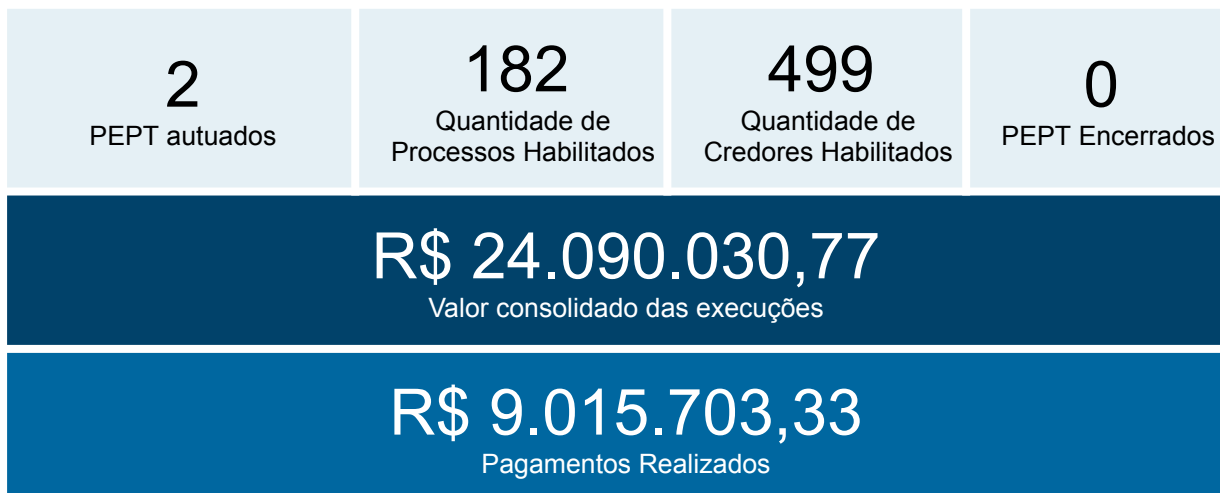 2
PEPT autuados
182
Quantidade de
Processos Habilitados
499
Quantidade de
Credores Habilitados
0
PEPT Encerrados
R$ 24.090.030,77
Valor consolidado das execuções
R$ 9.015.703,33
Pagamentos Realizados